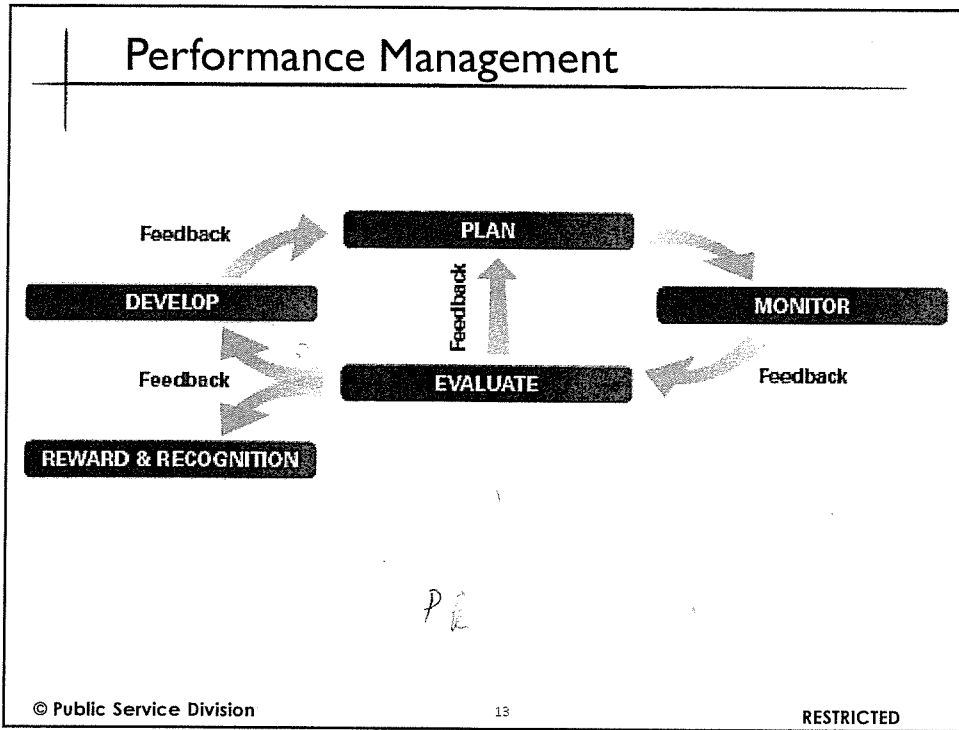 Performance Management
Feedback
PLAN
Feedback
DEVELOP
MONITOR
Feedback
EVALUATE
Feedback
REWARD & RECOGNITION
P
© Public Service Division
13
RESTRICTED